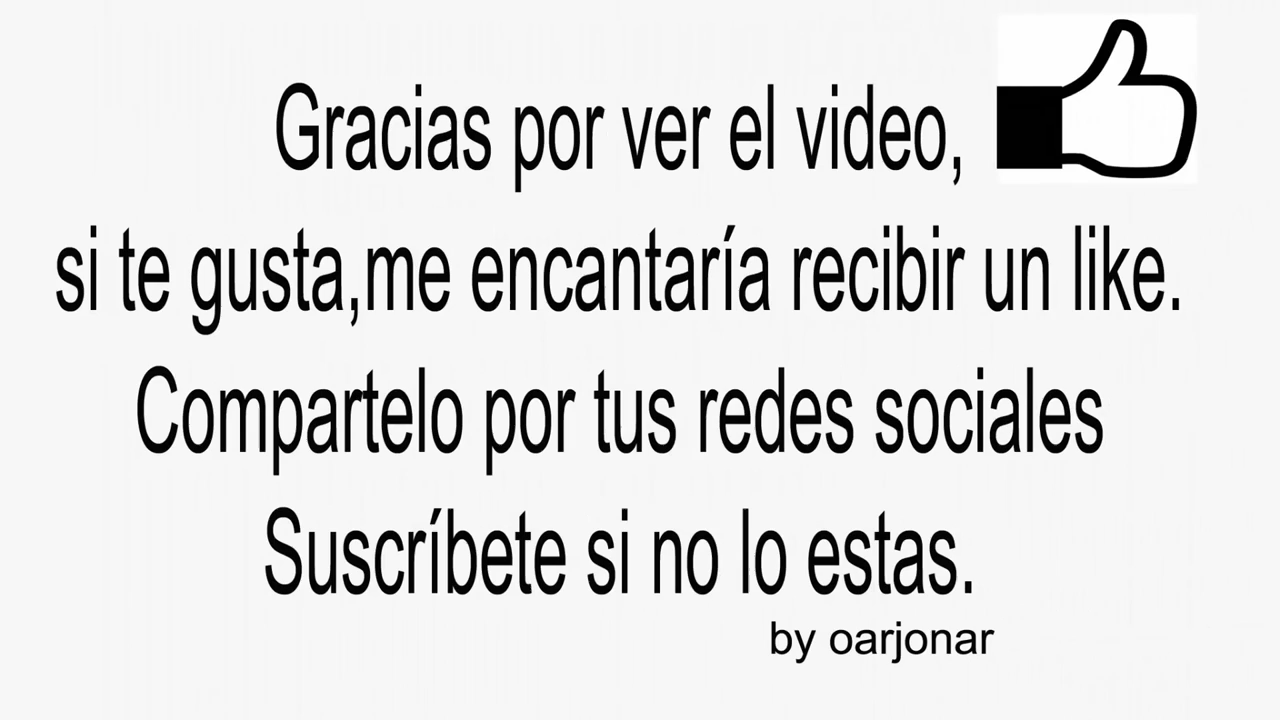 Gracias por ver el video,
si te gusta,me encantaría recibir un like.
Compartelo por tus redes sociales
Suscríbete si no lo estas.
by oarjonar